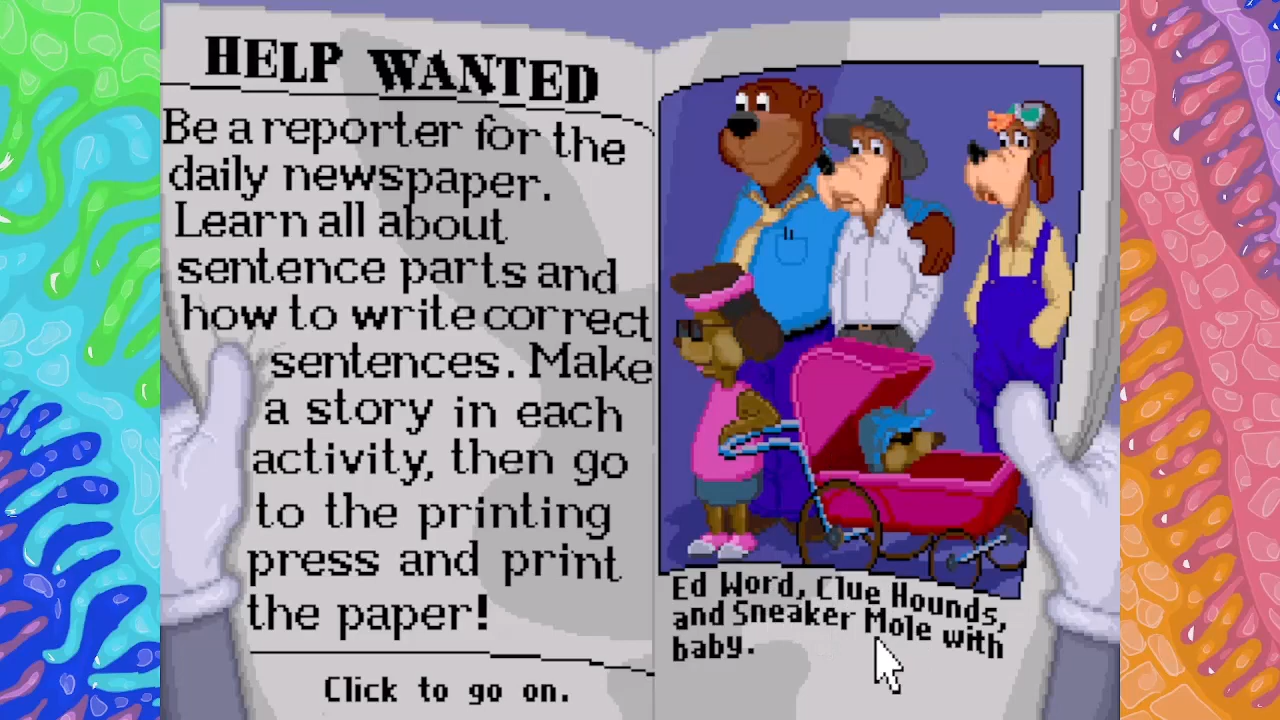 HELP WANTED
Be a reporter for the
daily newspaper.
Learn all about
sentence parts and
how to write correct
sentences. Make
a story in each
activity, then go
to the printing
press and print
the paper!
Click to go on.
Ed Word, Clue Hounds,
and Sneaker Mole with
baby.